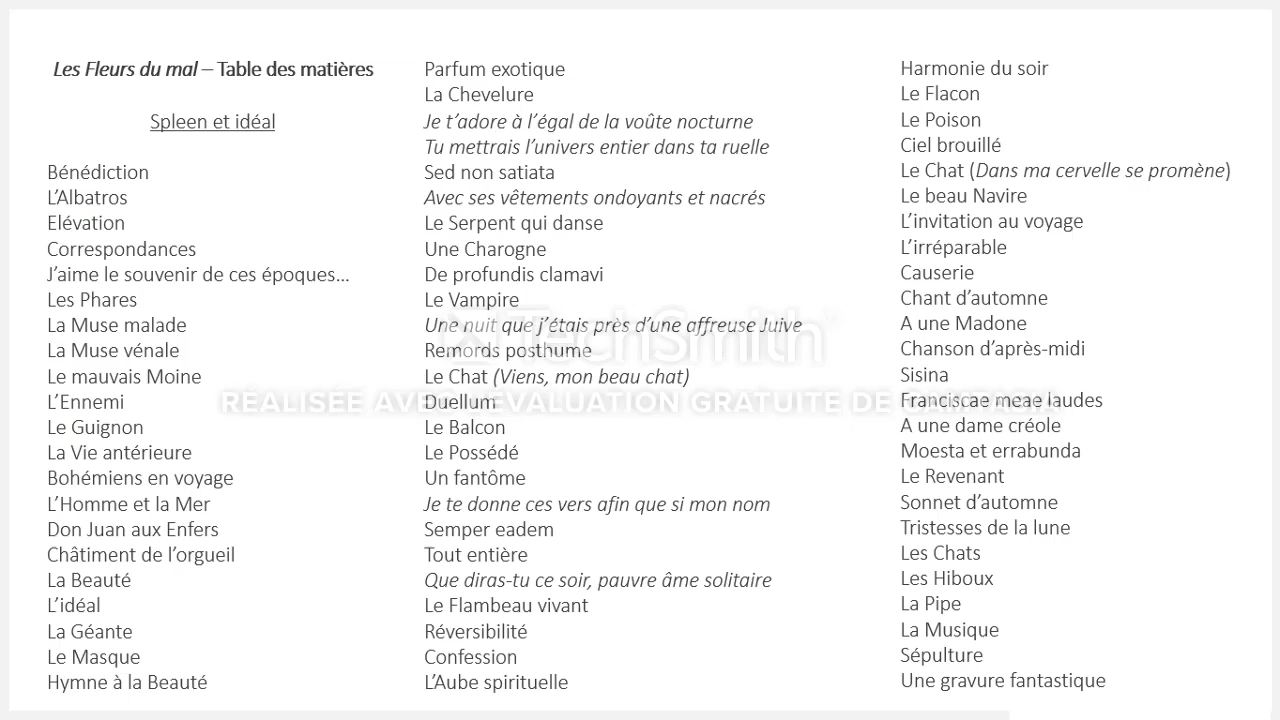 Les Fleurs du mal – Table des matières
Spleen et idéal
Bénédiction
L’Albatros
Elévation
Correspondances
J’aime le souvenir de ces époques…
Les Phares
La Muse malade
La Muse vénale
Le mauvais Moine
L’Ennemi
Le Guignon
La Vie antérieure
Bohémiens en voyage
L’Homme et la Mer
Don Juan aux Enfers
Châtiment de l’orgueil
La Beauté
L’idéal
La Géante
Le Masque
Hymne à la Beauté
Parfum exotique
La Chevelure
Je t’adore à l’égal de la voûte nocturne
Tu mettrais l’univers entier dans ta ruelle
Sed non satiata
Avec ses vêtements ondoyants et nacrés
Le Serpent qui danse
Une Charogne
De profundis clamavi
Le Vampire
Une nuit que j’étais près d’une affreuse Juive
Remords posthume
Le Chat (Viens, mon beau chat)
Duellum
Le Balcon
Le Possédé
Un fantôme
Je te donne ces vers afin que si mon nom
Semper eadem
Tout entière
Que diras-tu ce soir, pauvre âme solitaire
Le Flambeau vivant
Réversibilité
Confession
L’Aube spirituelle
Harmonie du soir
Le Flacon
Le Poison
Ciel brouillé
Le Chat (Dans ma cervelle se promène)
Le beau Navire
L’invitation au voyage
L’irréparable
Causerie
Chant d’automne
A une Madone
Chanson d’après-midi
Sisina
Franciscae meae laudes
A une dame créole
Moesta et errabunda
Le Revenant
Sonnet d’automne
Tristesses de la lune
Les Chats
Les Hiboux
La Pipe
La Musique
Sépulture
Une gravure fantastique
TechSmith
RÉALISÉE AVEC L'ÉVALUATION GRATUITE DE CAMTASIA